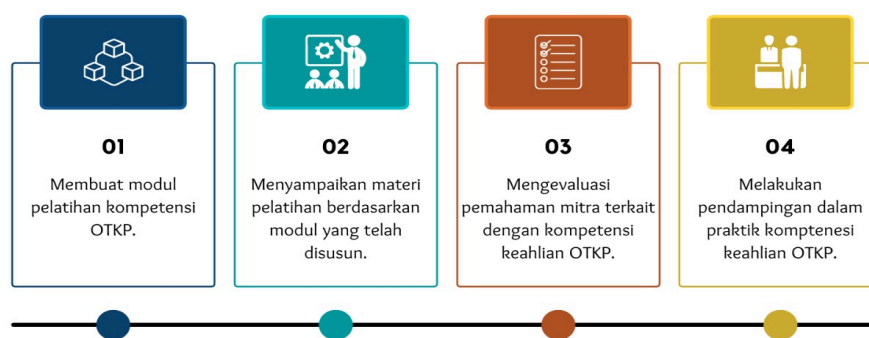 01
Membuat modul
pelatihan kompetensi
OTKP.
02
Menyampaikan materi
pelatihan berdasarkan
modul yang telah
disusun.
03
Mengevaluasi
pemahaman mitra terkait
dengan kompetensi
keahlian OTKP.
04
Melakukan
pendampingan dalam
praktik komptenesi
keahlian OTKP.